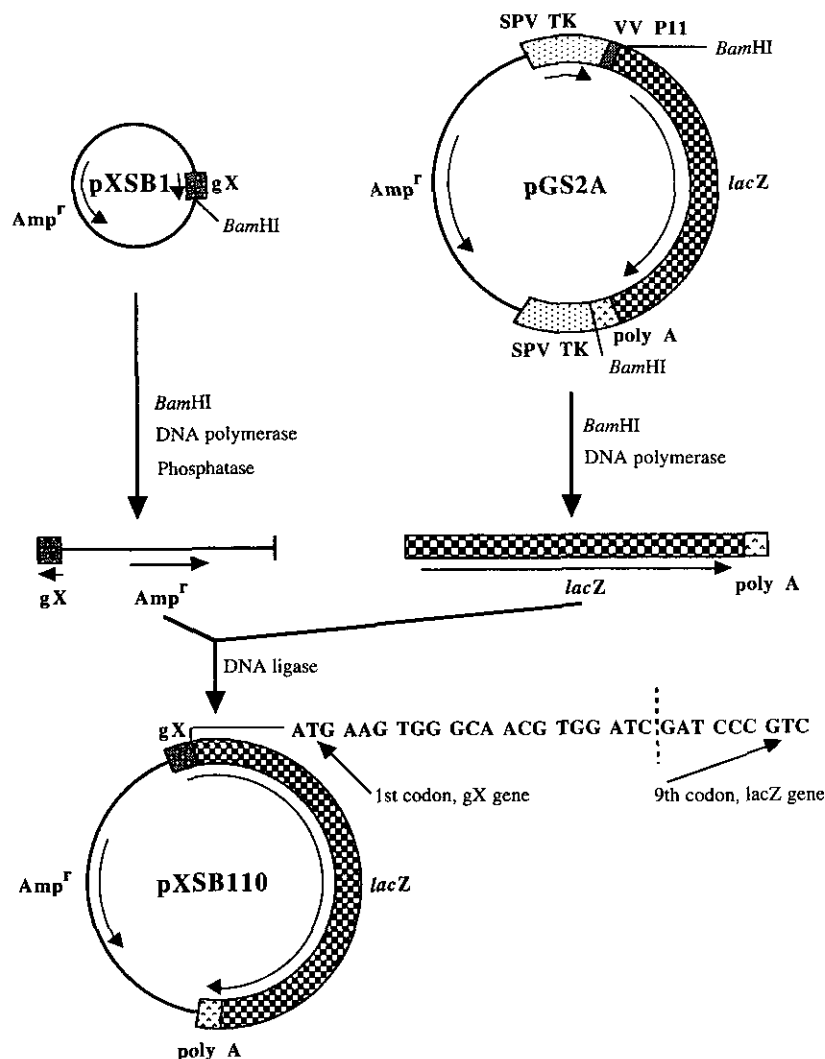 SPV TK
VV P11
BamHI
pXSB1
gX
Amp^r
BamHI
Amp^r
pGS2A
lacZ
SPV TK
poly A
BamHI
BamHI
DNA polymerase
Phosphatase
BamHI
DNA polymerase
gX
Amp^r
lacZ
poly A
DNA ligase
gX
ATG AAG TGG GCA ACG TGG ATC GAT CCC GTC
1st codon, gX gene
9th codon, lacZ gene
Amp^r
pXSB110
lacZ
poly A